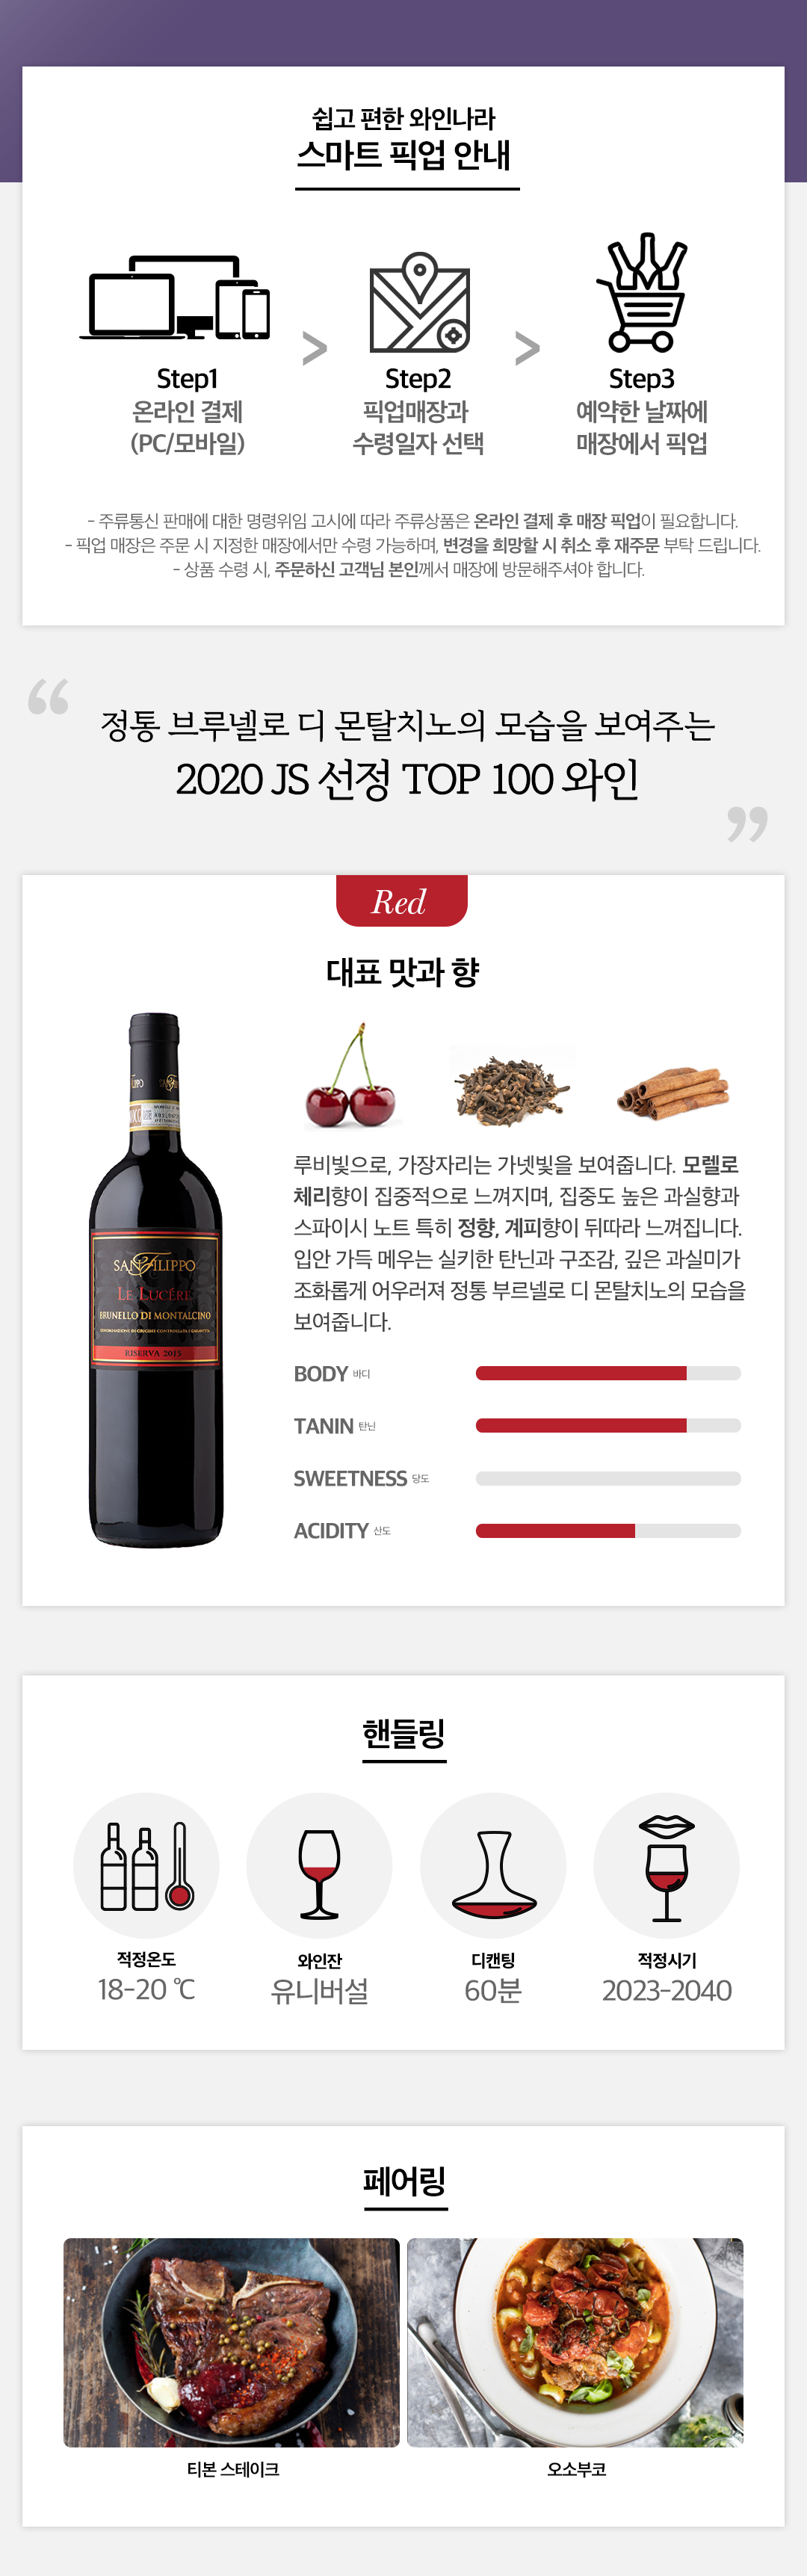 쉽고 편한 와인나라
스마트 픽업 안내
Step1
온라인 결제
(PC/모바일)
>
Step2
픽업매장과
수령일자 선택
>
Step3
예약한 날짜에
매장에서 픽업
- 주류통신 판매에 대한 명령위임 고시에 따라 주류상품은 온라인 결제 후 매장 픽업이 필요합니다.
- 픽업 매장은 주문 시 지정한 매장에서만 수령 가능하며, 변경을 희망할 시 취소 후 재주문 부탁 드립니다.
- 상품 수령 시, 주문하신 고객님 본인께서 매장에 방문해주셔야 합니다.
“
정통 브루넬로 디 몬탈치노의 모습을 보여주는
2020 JS 선정 TOP 100 와인
”
Red
대표 맛과 향
루비빛으로, 가장자리는 가넷빛을 보여줍니다. 모렐로
체리향이 집중적으로 느껴지며, 집중도 높은 과실향과
스파이시 노트 특히 정향, 계피향이 뒤따라 느껴집니다.
입안 가득 메우는 실키한 탄닌과 구조감, 깊은 과실미가
조화롭게 어우러져 정통 부르넬로 디 몬탈치노의 모습을
보여줍니다.
SANFILIPPO
LE LUCÉRE
BRUNELLO DI MONTALCINO
DENOMINAZIONE DI ORIGINE CONTROLLATA E GARANTITA
RISERVA 2015
BODY 바디
TANIN 탄닌
SWEETNESS 당도
ACIDITY 산도
핸들링
적정온도
18-20 ℃
와인잔
유니버설
디캔팅
60분
적정시기
2023-2040
페어링
티본 스테이크
오소부코